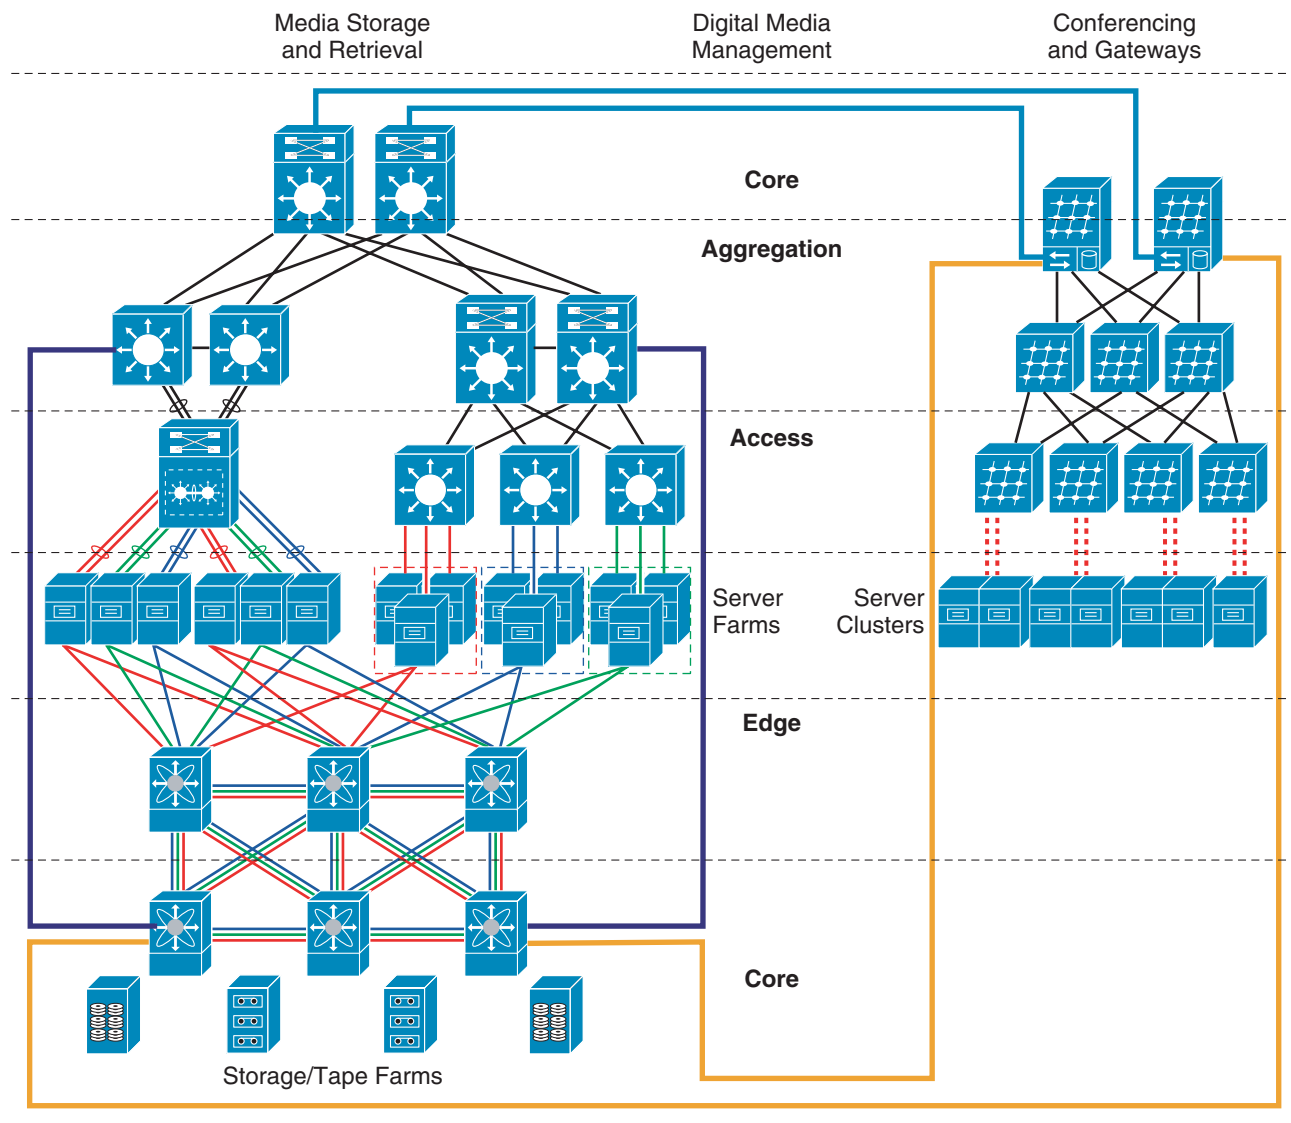 Media Storage
and Retrieval
Digital Media
Management
Conferencing
and Gateways
Core
Aggregation
Access
Server
Farms
Server
Clusters
Edge
Core
Storage/Tape Farms